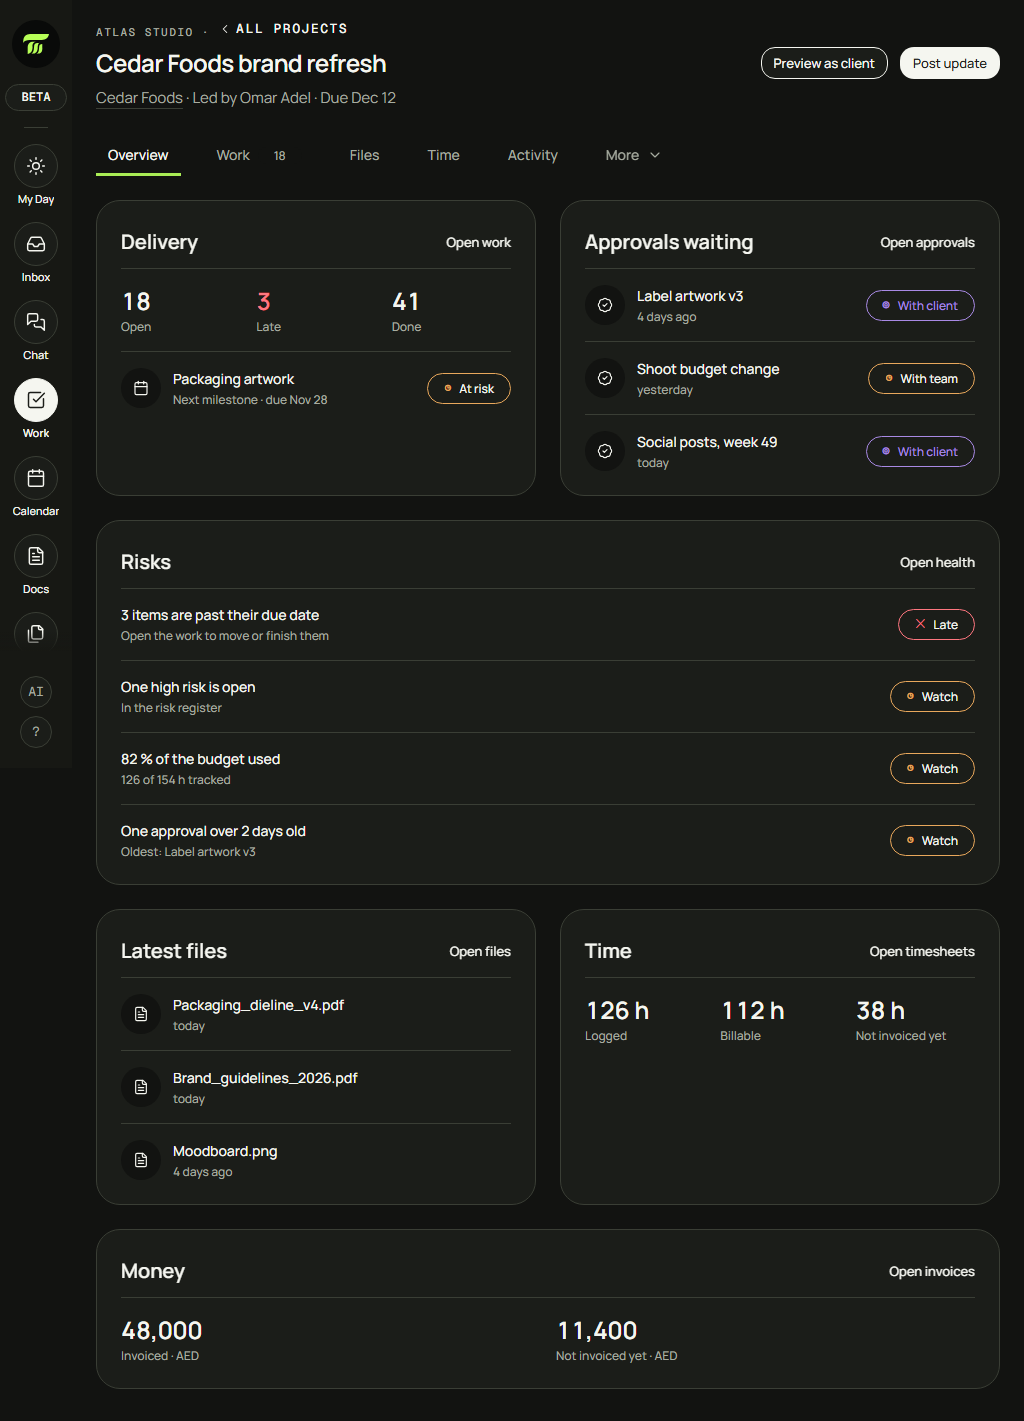 ATLAS STUDIO · ALL PROJECTS
Cedar Foods brand refresh
Cedar Foods · Led by Omar Adel · Due Dec 12
Preview as client
Post update
BETA
My Day
Inbox
Chat
Work
Calendar
Docs
AI
?
Overview
Work 18
Files
Time
Activity
More
Delivery
Open work
18
Open
3
Late
41
Done
Packaging artwork
Next milestone · due Nov 28
At risk
Approvals waiting
Open approvals
Label artwork v3
4 days ago
With client
Shoot budget change
yesterday
With team
Social posts, week 49
today
With client
Risks
Open health
3 items are past their due date
Open the work to move or finish them
Late
One high risk is open
In the risk register
Watch
82 % of the budget used
126 of 154 h tracked
Watch
One approval over 2 days old
Oldest: Label artwork v3
Watch
Latest files
Open files
Packaging_dieline_v4.pdf
today
Brand_guidelines_2026.pdf
today
Moodboard.png
4 days ago
Time
Open timesheets
126 h
Logged
112 h
Billable
38 h
Not invoiced yet
Money
Open invoices
48,000
Invoiced · AED
11,400
Not invoiced yet · AED